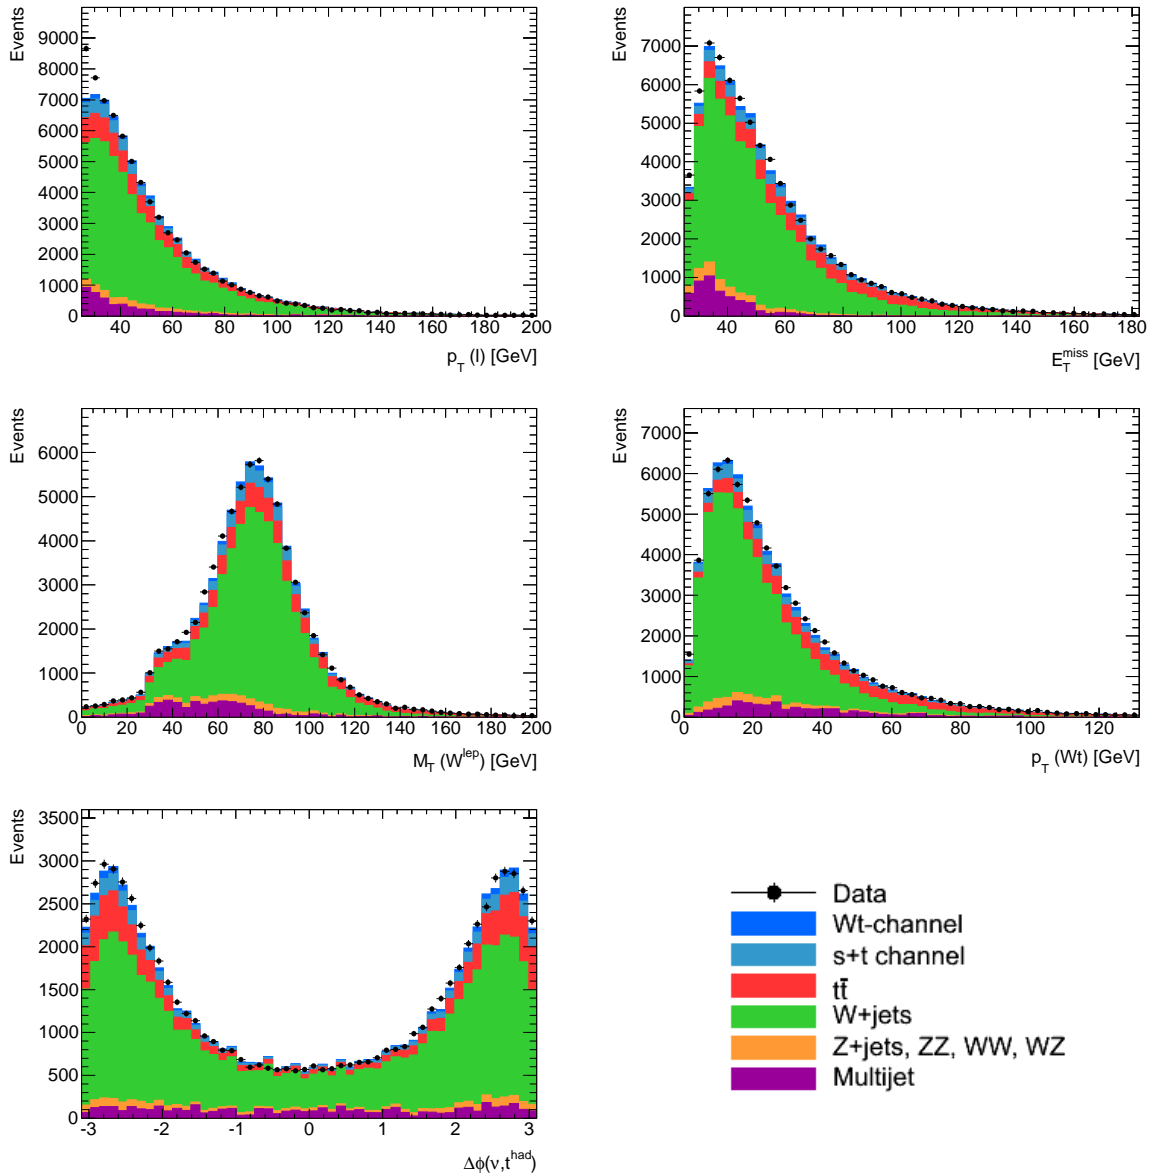 Events
9000
8000
7000
6000
5000
4000
3000
2000
1000
0
40 60 80 100 120 140 160 180 200
p_T (l) [GeV]
Events
7000
6000
5000
4000
3000
2000
1000
0
40 60 80 100 120 140 160 180
E_T^miss [GeV]
Events
6000
5000
4000
3000
2000
1000
0
0 20 40 60 80 100 120 140 160 180 200
M_T (W^lep) [GeV]
Events
7000
6000
5000
4000
3000
2000
1000
0
0 20 40 60 80 100 120
p_T (Wt) [GeV]
Events
3500
3000
2500
2000
1500
1000
500
0
-3 -2 -1 0 1 2 3
Δϕ(ν,t^had)
Data
Wt-channel
s+t channel
tt̄
W+jets
Z+jets, ZZ, WW, WZ
Multijet